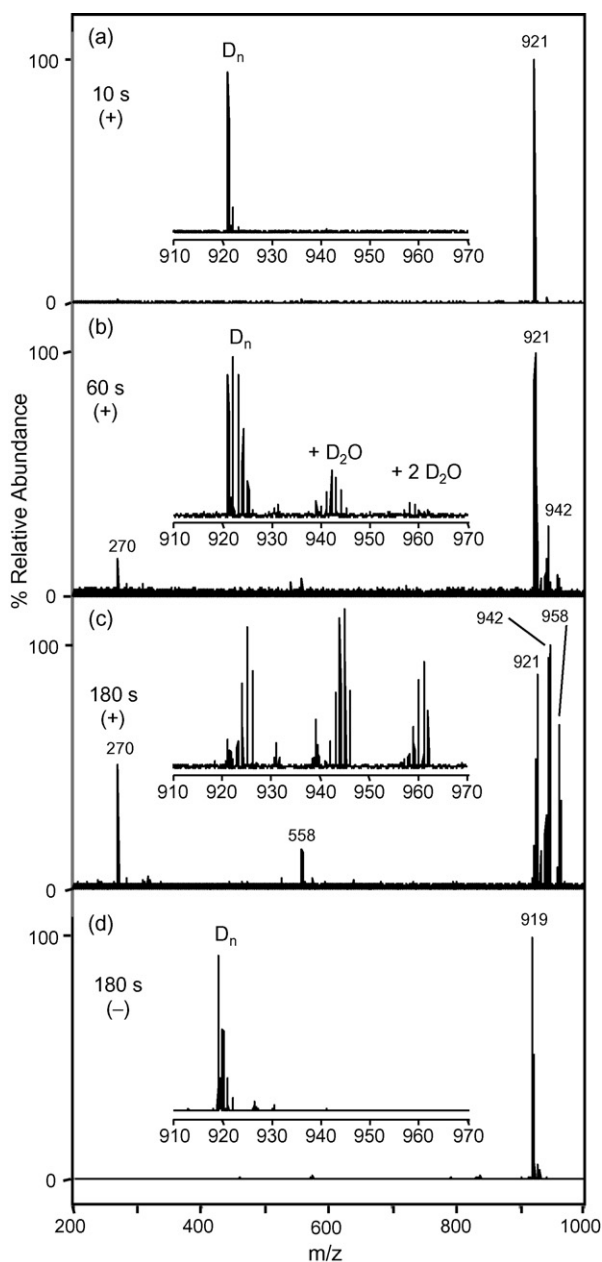 (a)
921
100
Dₙ
10 s
(+)
910 920 930 940 950 960 970
0
(b)
921
100
Dₙ
60 s
(+)
+ D₂O
+ 2 D₂O
942
910 920 930 940 950 960 970
270
0
% Relative Abundance
(c)
942
958
100
921
180 s
(+)
270
910 920 930 940 950 960 970
558
0
(d)
919
100
Dₙ
180 s
(–)
910 920 930 940 950 960 970
0
200 400 600 800 1000
m/z